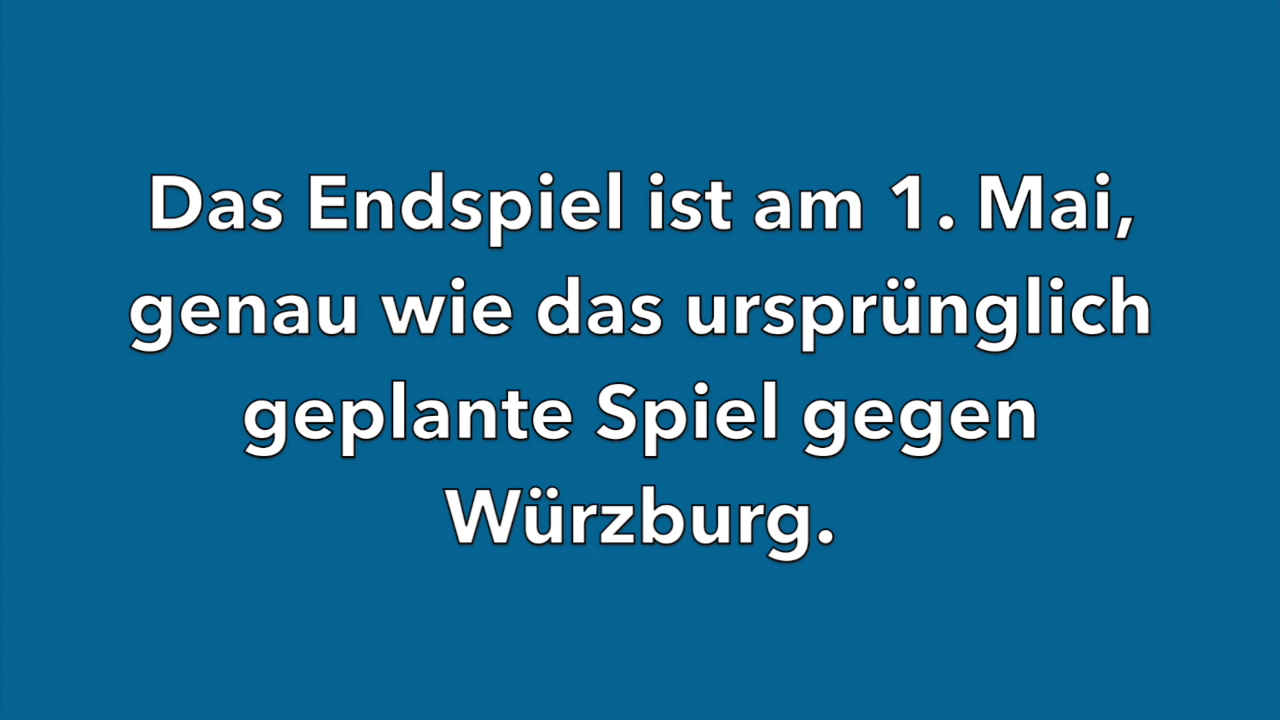 Das Endspiel ist am 1. Mai,
genau wie das ursprünglich
geplante Spiel gegen
Würzburg.